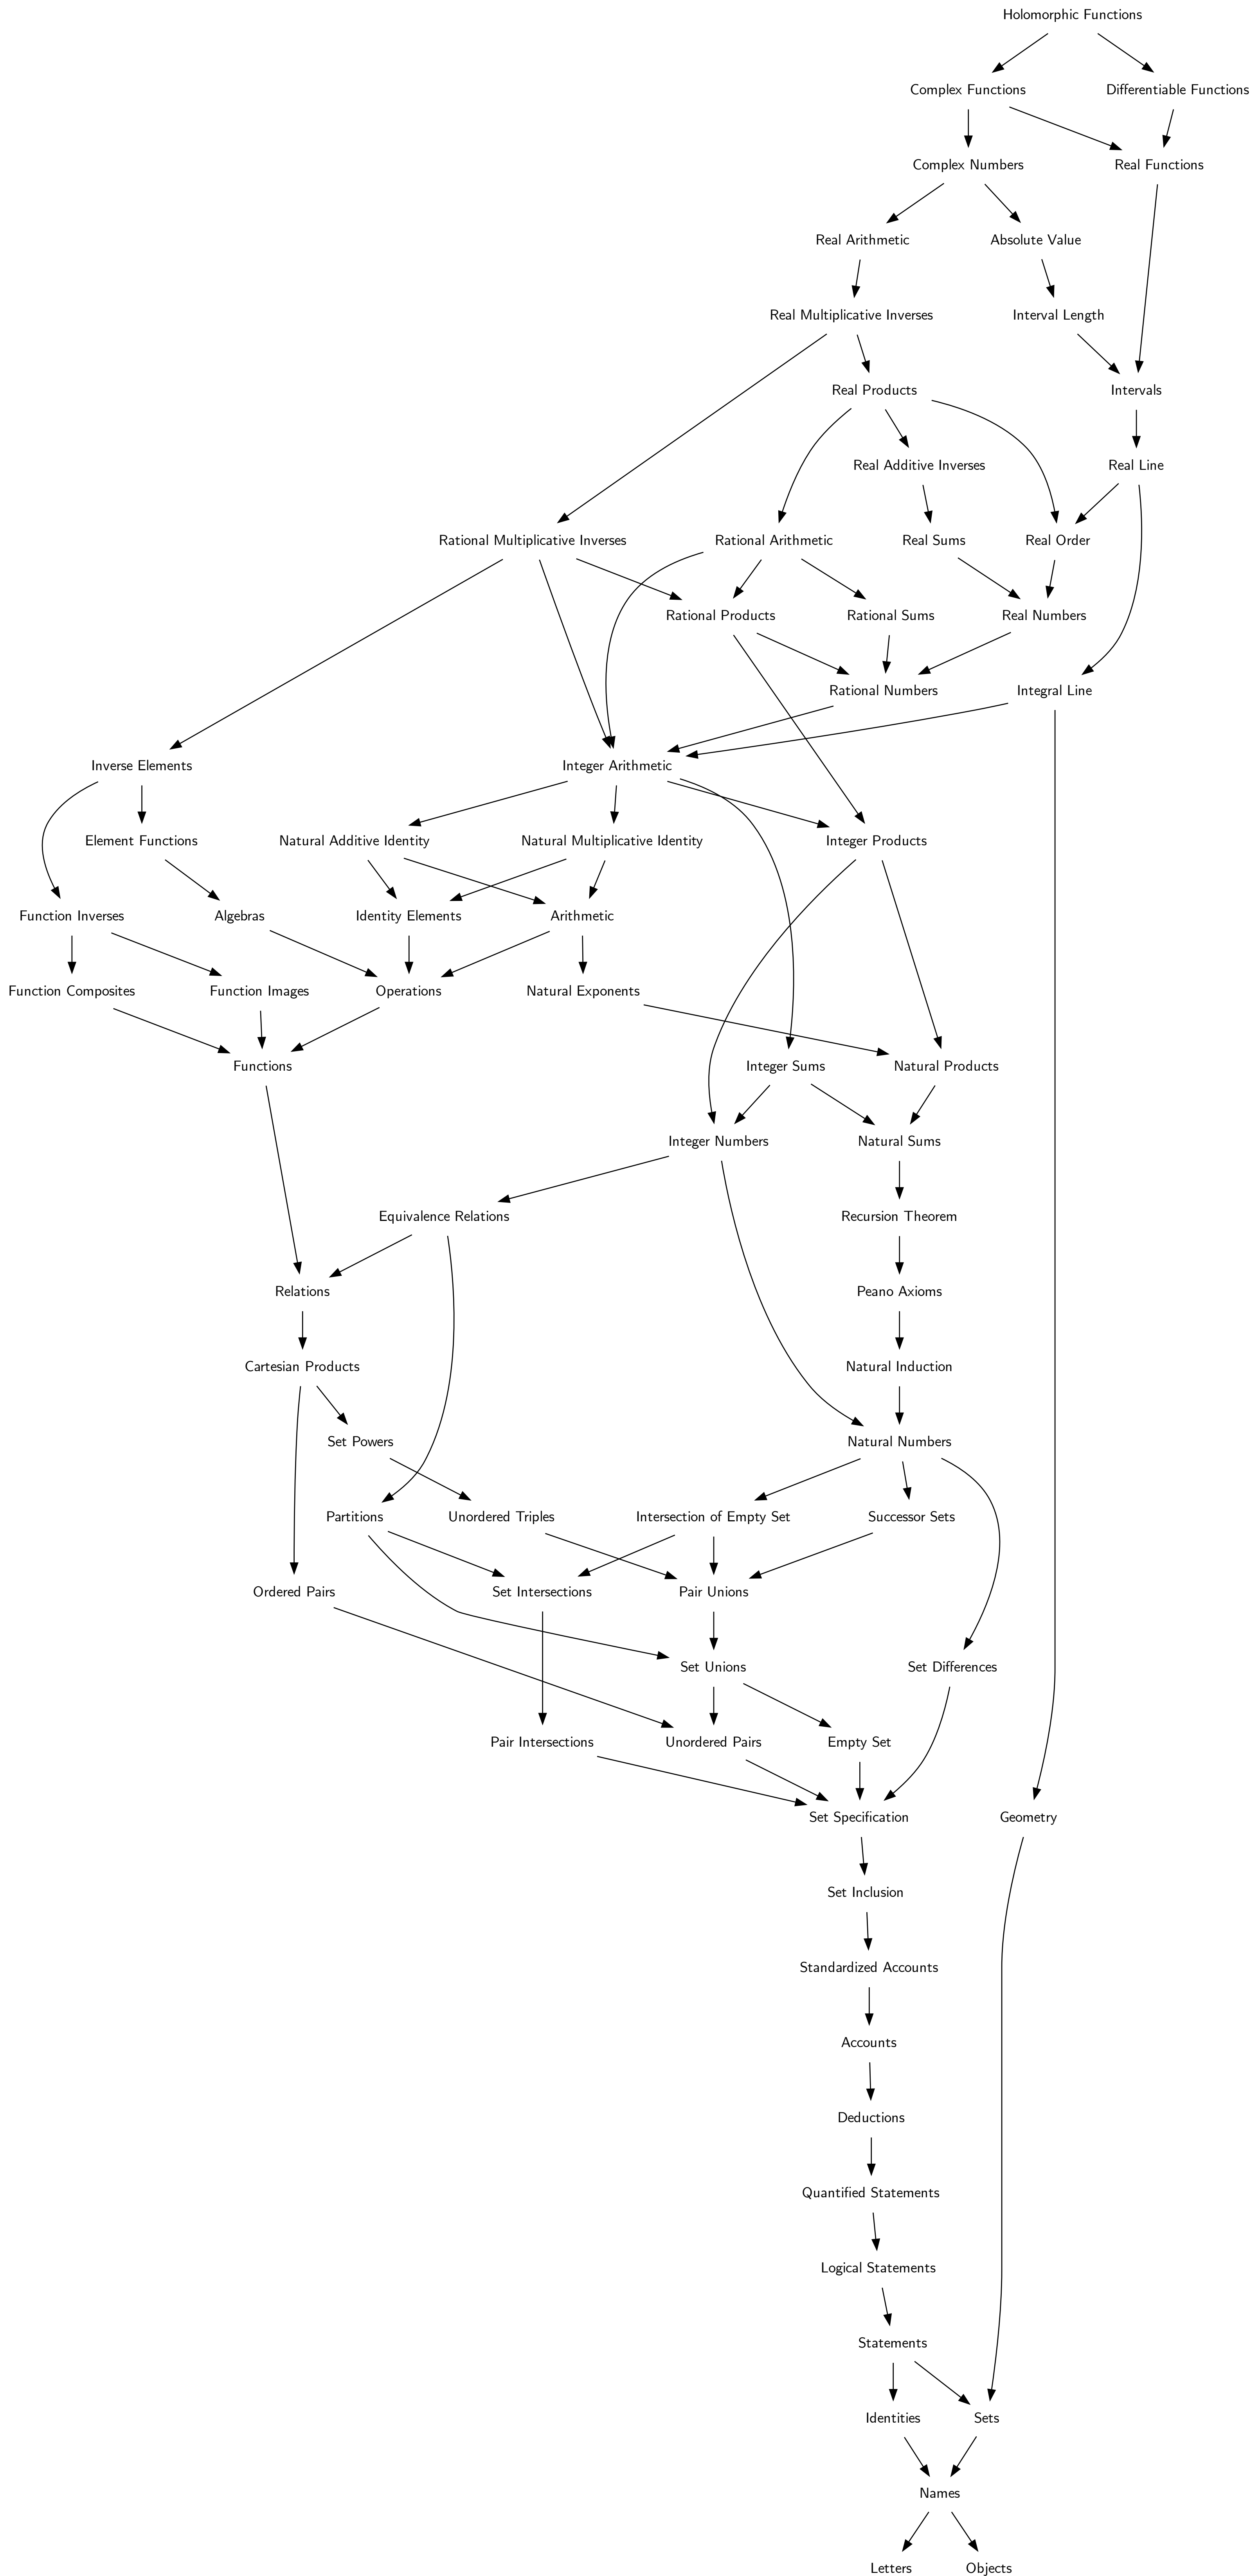 Holomorphic Functions
Complex Functions
Differentiable Functions
Complex Numbers
Real Functions
Real Arithmetic
Absolute Value
Real Multiplicative Inverses
Interval Length
Real Products
Intervals
Real Additive Inverses
Real Line
Rational Multiplicative Inverses
Rational Arithmetic
Real Sums
Real Order
Rational Products
Rational Sums
Real Numbers
Rational Numbers
Integral Line
Inverse Elements
Integer Arithmetic
Element Functions
Natural Additive Identity
Natural Multiplicative Identity
Integer Products
Function Inverses
Algebras
Identity Elements
Arithmetic
Function Composites
Function Images
Operations
Natural Exponents
Functions
Integer Sums
Natural Products
Integer Numbers
Natural Sums
Equivalence Relations
Recursion Theorem
Relations
Peano Axioms
Cartesian Products
Natural Induction
Set Powers
Natural Numbers
Partitions
Unordered Triples
Intersection of Empty Set
Successor Sets
Ordered Pairs
Set Intersections
Pair Unions
Set Unions
Set Differences
Pair Intersections
Unordered Pairs
Empty Set
Set Specification
Geometry
Set Inclusion
Standardized Accounts
Accounts
Deductions
Quantified Statements
Logical Statements
Statements
Identities
Sets
Names
Letters
Objects